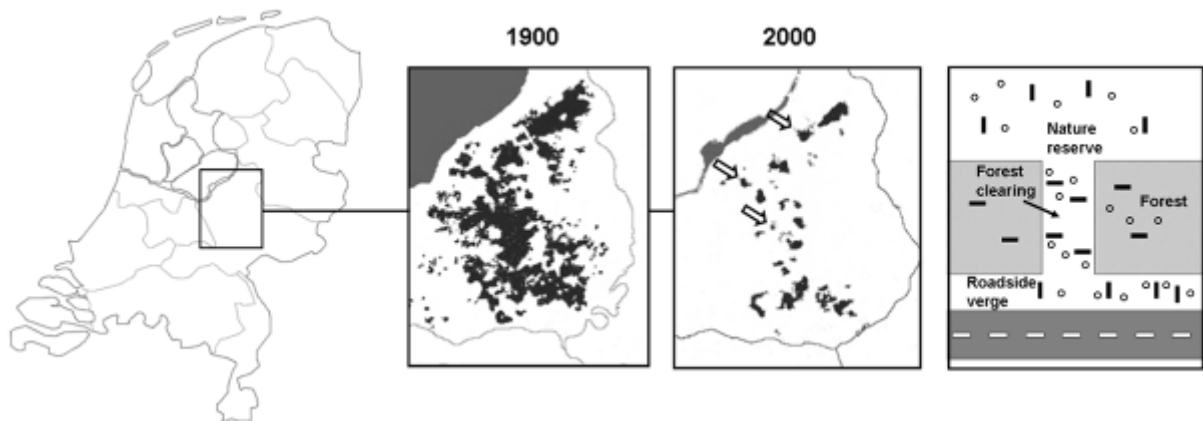 1900
2000
Nature
reserve
Forest
clearing
Forest
Roadside
verge